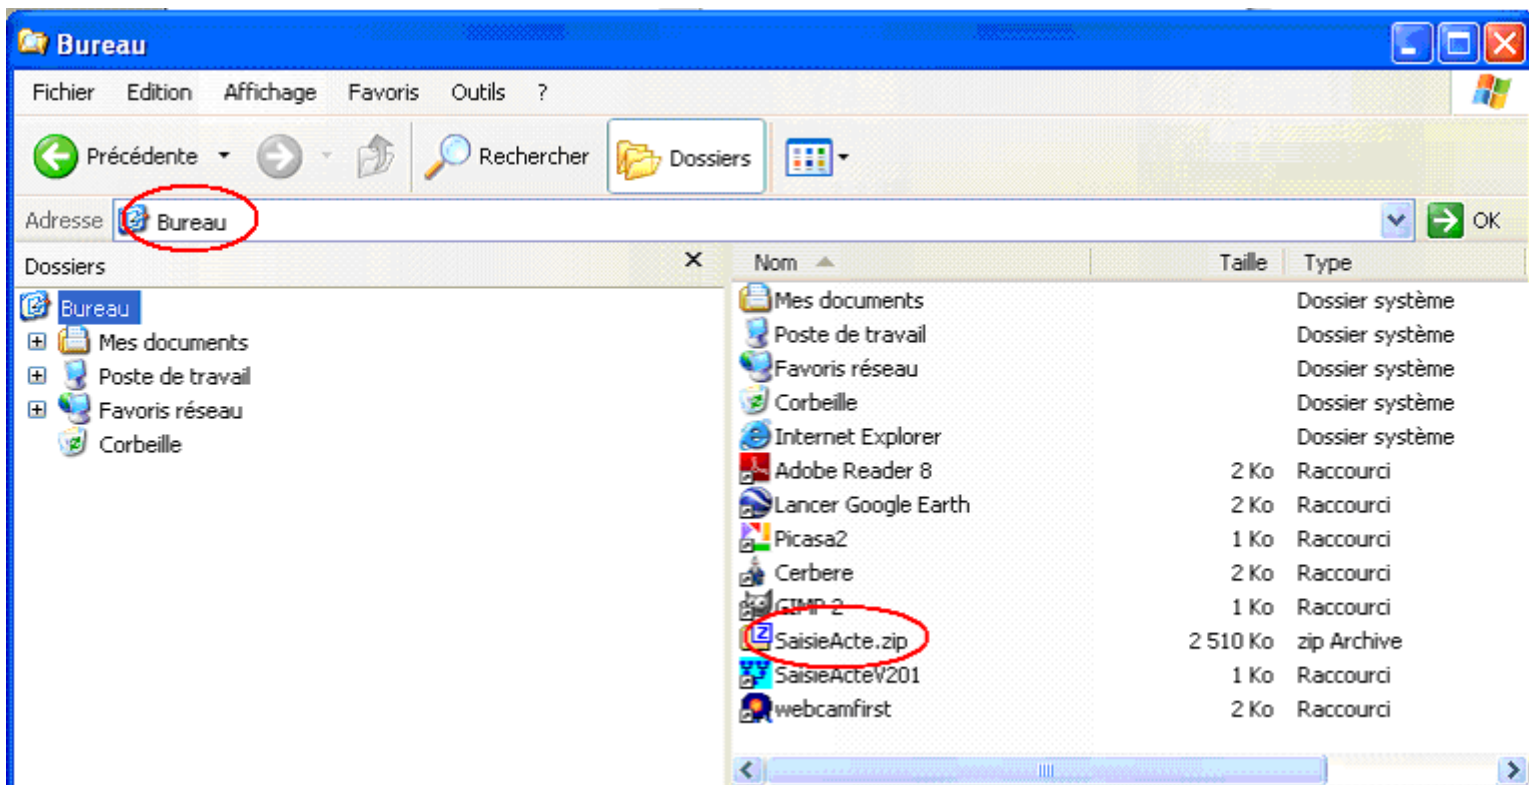 Bureau
Fichier Edition Affichage Favoris Outils ?
Précédente Rechercher Dossiers
Adresse Bureau OK
Dossiers
Bureau
Mes documents
Poste de travail
Favoris réseau
Corbeille
Nom Taille Type
Mes documents Dossier système
Poste de travail Dossier système
Favoris réseau Dossier système
Corbeille Dossier système
Internet Explorer Dossier système
Adobe Reader 8 2 Ko Raccourci
Lancer Google Earth 2 Ko Raccourci
Picasa2 1 Ko Raccourci
Cerbere 2 Ko Raccourci
GIMP 2 1 Ko Raccourci
SaisieActe.zip 2 510 Ko zip Archive
SaisieActeV201 1 Ko Raccourci
webcamfirst 2 Ko Raccourci